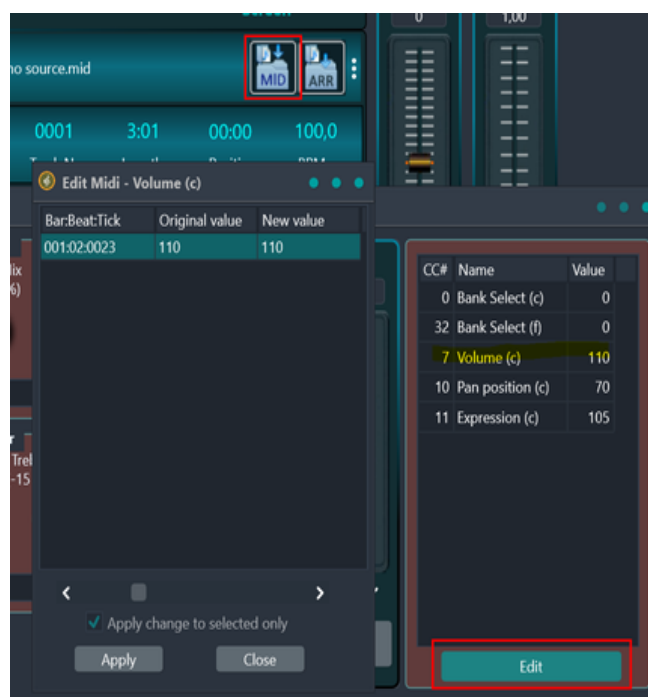 0 1,00
no source.mid
MID ARR
0001 3:01 00:00 100,0
Edit Midi - Volume (c)
Bar:Beat:Tick Original value New value
001:02:0023 110 110
CC# Name Value
0 Bank Select (c) 0
32 Bank Select (f) 0
7 Volume (c) 110
10 Pan position (c) 70
11 Expression (c) 105
-15
Apply change to selected only
Apply Close
Edit